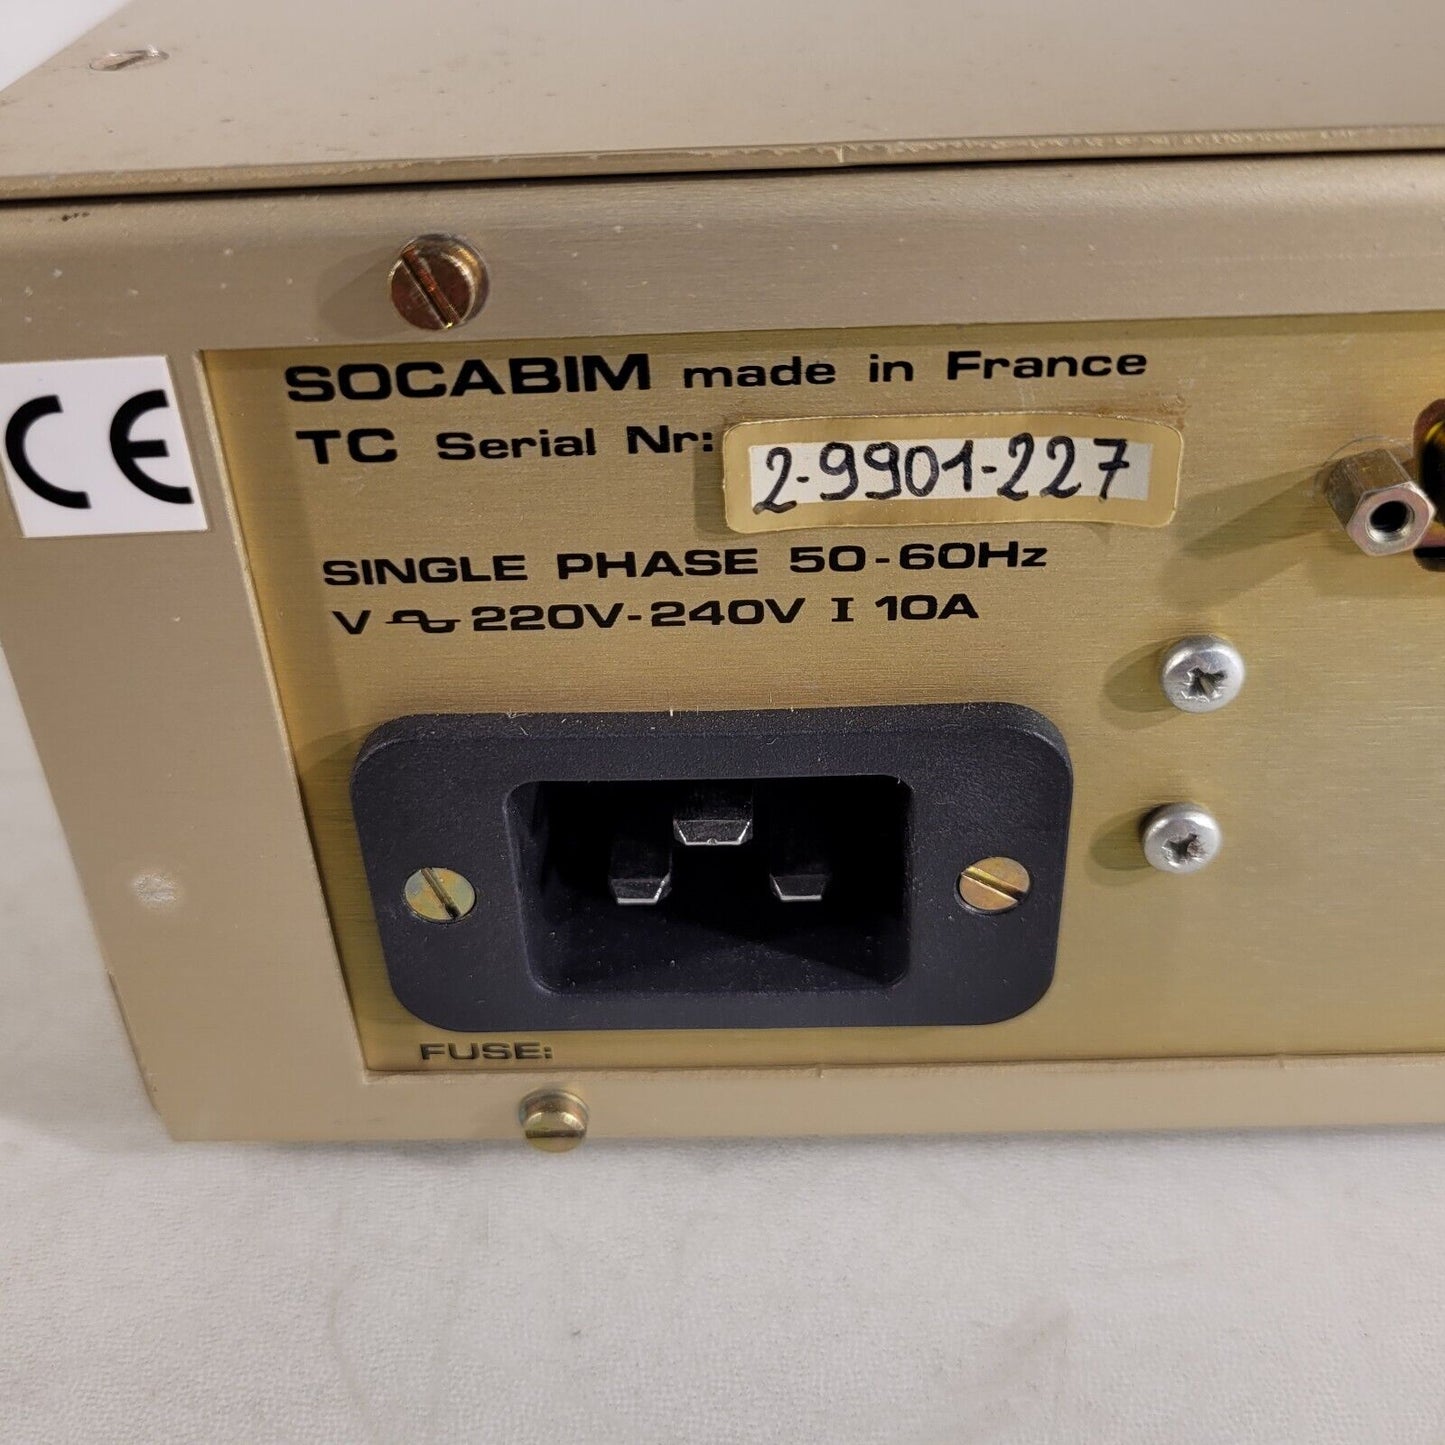 CE
SOCABIM made in France
TC Serial Nr: 2-9901-227
SINGLE PHASE 50-60Hz
V 220V-240V I 10A
FUSE: